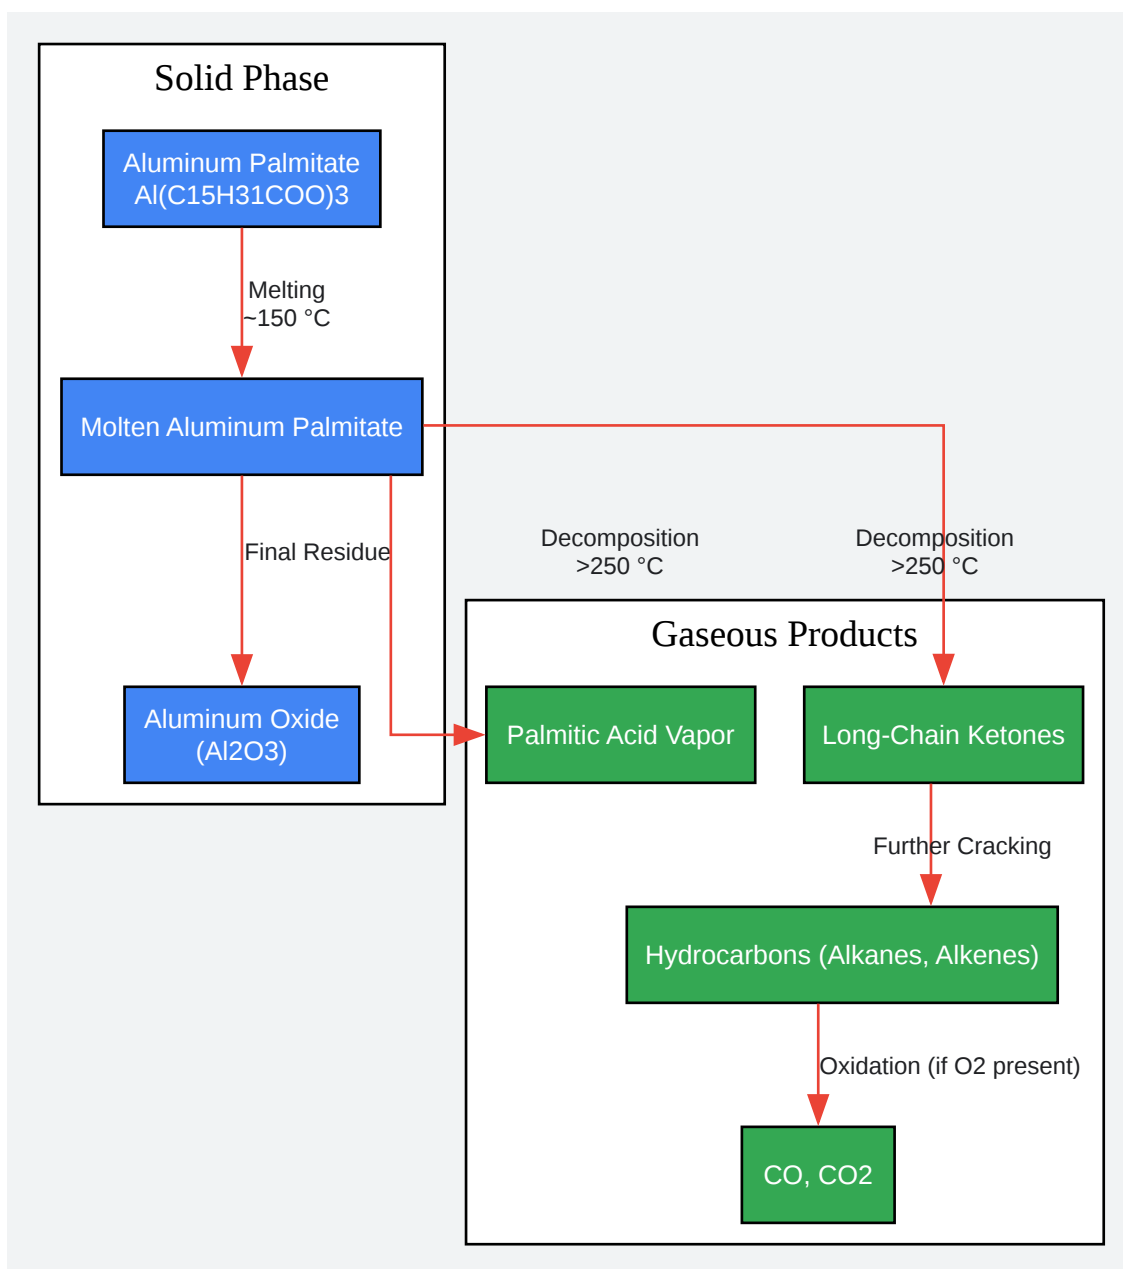 Solid Phase
Aluminum Palmitate
Al(C15H31COO)3
Melting
~150 °C
Molten Aluminum Palmitate
Final Residue
Decomposition
>250 °C
Decomposition
>250 °C
Aluminum Oxide
(Al2O3)
Gaseous Products
Palmitic Acid Vapor
Long-Chain Ketones
Further Cracking
Hydrocarbons (Alkanes, Alkenes)
Oxidation (if O2 present)
CO, CO2